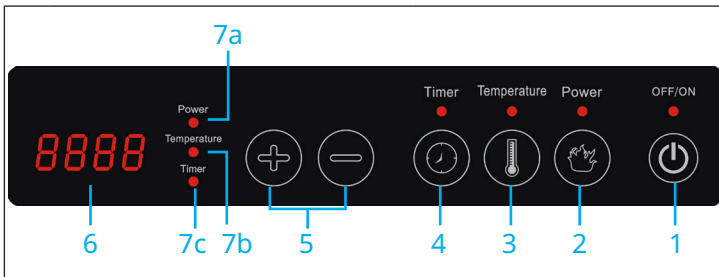 7a
Timer Temperature Power OFF/ON
Power
Temperature
Timer
8888
6 7c 7b 5 4 3 2 1